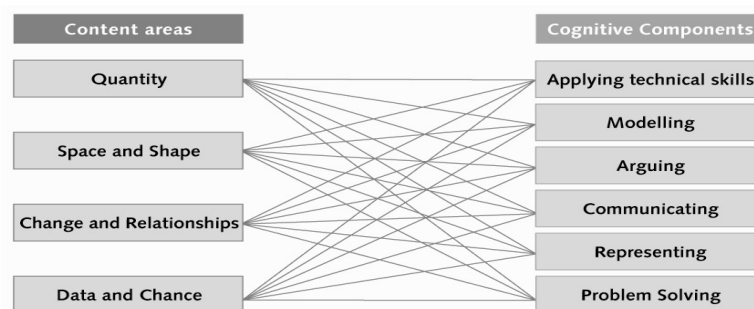 Content areas
Quantity
Space and Shape
Change and Relationships
Data and Chance
Cognitive Components
Applying technical skills
Modelling
Arguing
Communicating
Representing
Problem Solving